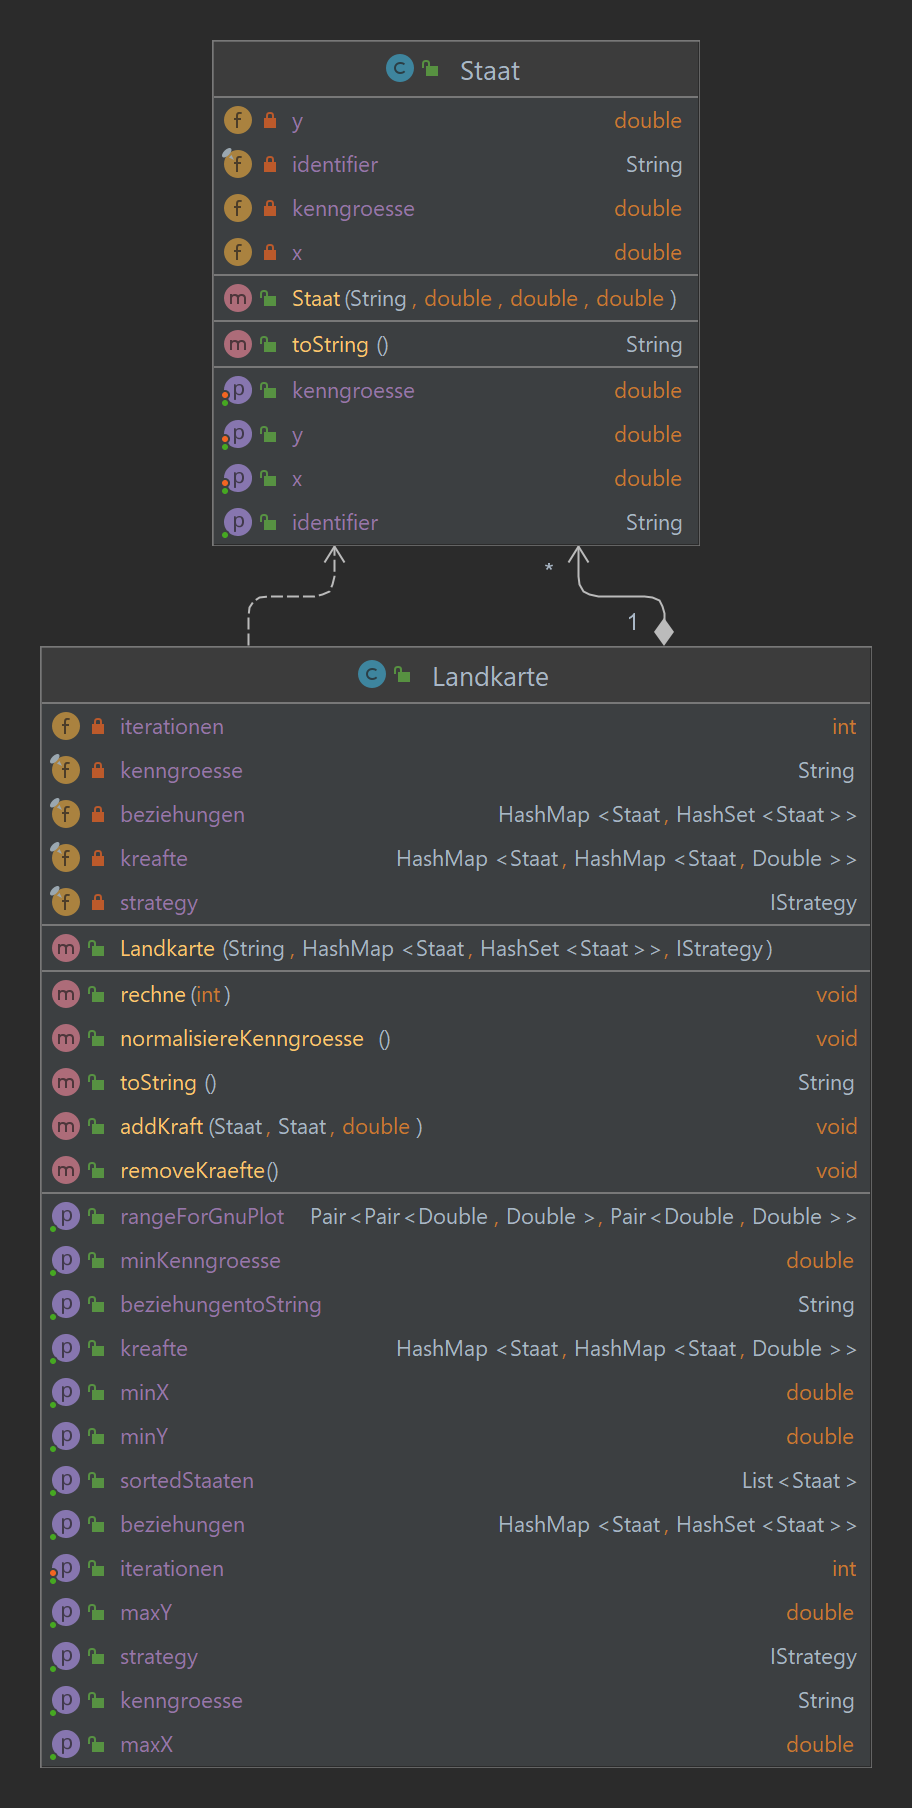 C Staat
f y double
f identifier String
f kenngroesse double
f x double
m Staat (String, double, double, double)
m toString () String
p kenngroesse double
p y double
p x double
p identifier String
*
1
C Landkarte
f iterationen int
f kenngroesse String
f beziehungen HashMap <Staat, HashSet <Staat >>
f kreafte HashMap <Staat, HashMap <Staat, Double >>
f strategy IStrategy
m Landkarte (String, HashMap <Staat, HashSet <Staat >>, IStrategy)
m rechne (int) void
m normalisiereKenngroesse () void
m toString () String
m addKraft (Staat, Staat, double) void
m removeKraefte() void
p rangeForGnuPlot Pair<Pair<Double, Double >, Pair<Double, Double >>
p minKenngroesse double
p beziehungentoString String
p kreafte HashMap <Staat, HashMap <Staat, Double >>
p minX double
p minY double
p sortedStaaten List <Staat >
p beziehungen HashMap <Staat, HashSet <Staat >>
p iterationen int
p maxY double
p strategy IStrategy
p kenngroesse String
p maxX double